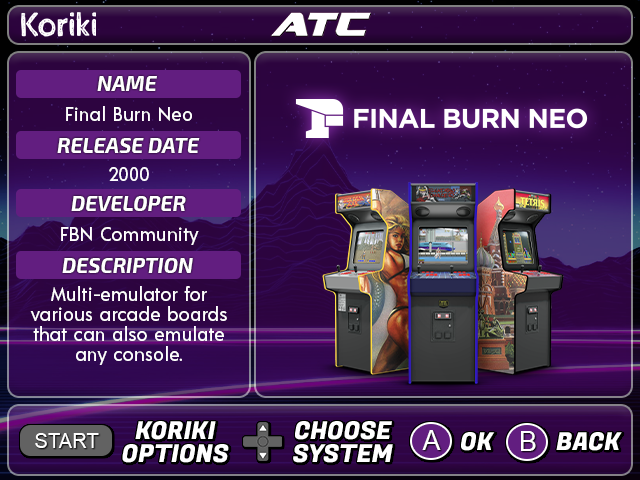 Koriki
ATC
NAME
Final Burn Neo
RELEASE DATE
2000
DEVELOPER
FBN Community
DESCRIPTION
Multi-emulator for
various arcade boards
that can also emulate
any console.
FINAL BURN NEO
TETRIS
START
KORIKI
OPTIONS
CHOOSE
SYSTEM
A OK
B BACK